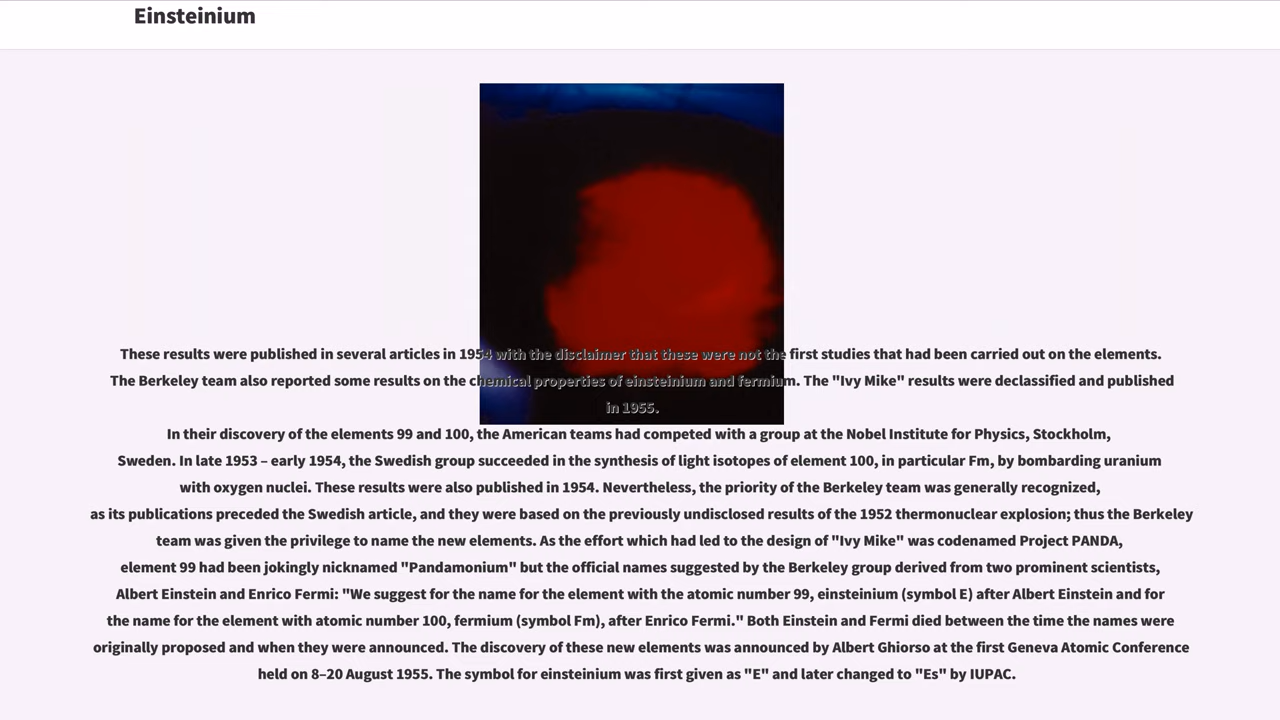 Einsteinium
These results were published in several articles in 1954 with the disclaimer that these were not the first studies that had been carried out on the elements.
The Berkeley team also reported some results on the chemical properties of einsteinium and fermium. The "Ivy Mike" results were declassified and published
in 1955.
In their discovery of the elements 99 and 100, the American teams had competed with a group at the Nobel Institute for Physics, Stockholm,
Sweden. In late 1953 – early 1954, the Swedish group succeeded in the synthesis of light isotopes of element 100, in particular Fm, by bombarding uranium
with oxygen nuclei. These results were also published in 1954. Nevertheless, the priority of the Berkeley team was generally recognized,
as its publications preceded the Swedish article, and they were based on the previously undisclosed results of the 1952 thermonuclear explosion; thus the Berkeley
team was given the privilege to name the new elements. As the effort which had led to the design of "Ivy Mike" was codenamed Project PANDA,
element 99 had been jokingly nicknamed "Pandamonium" but the official names suggested by the Berkeley group derived from two prominent scientists,
Albert Einstein and Enrico Fermi: "We suggest for the name for the element with the atomic number 99, einsteinium (symbol E) after Albert Einstein and for
the name for the element with atomic number 100, fermium (symbol Fm), after Enrico Fermi." Both Einstein and Fermi died between the time the names were
originally proposed and when they were announced. The discovery of these new elements was announced by Albert Ghiorso at the first Geneva Atomic Conference
held on 8–20 August 1955. The symbol for einsteinium was first given as "E" and later changed to "Es" by IUPAC.